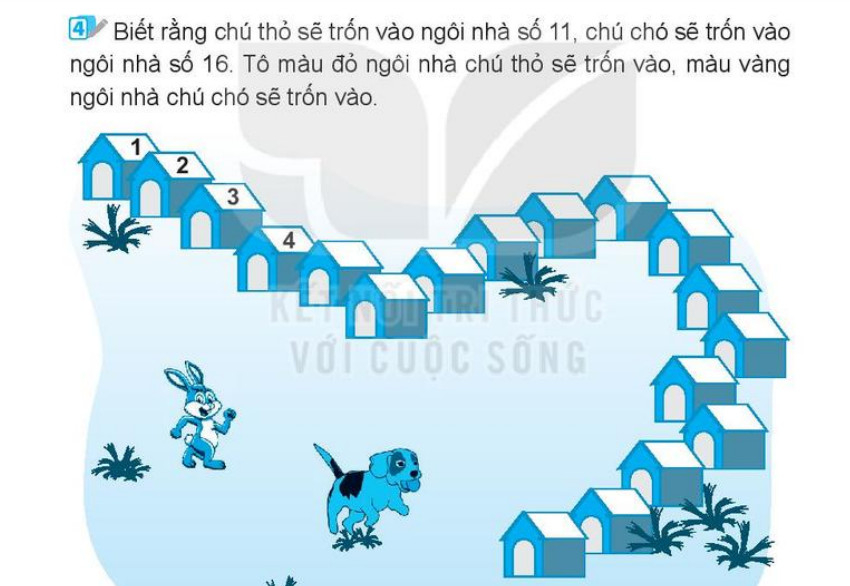 4 Biết rằng chú thỏ sẽ trốn vào ngôi nhà số 11, chú chó sẽ trốn vào
ngôi nhà số 16. Tô màu đỏ ngôi nhà chú thỏ sẽ trốn vào, màu vàng
ngôi nhà chú chó sẽ trốn vào.
1
2
3
4
KẾT NỐI TRI THỨC
VỚI CUỘC SỐNG